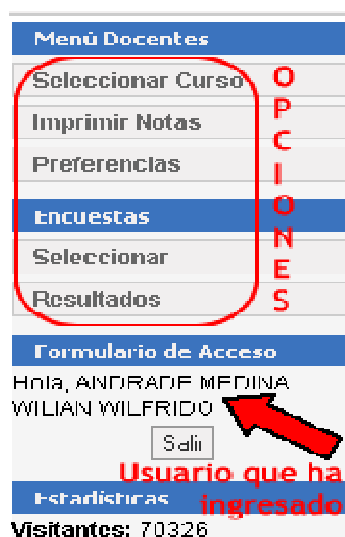 Menú Docentes
Seleccionar Curso
Imprimir Notas
Preferencias
Encuestas
Seleccionar
Resultados
OPCIONES
Formulario de Acceso
Hola, ANDRADE MEDINA
WILIAN WILFRIDO
Salir
Usuario que ha
ingresado
Estadísticas
Visitantes: 70326